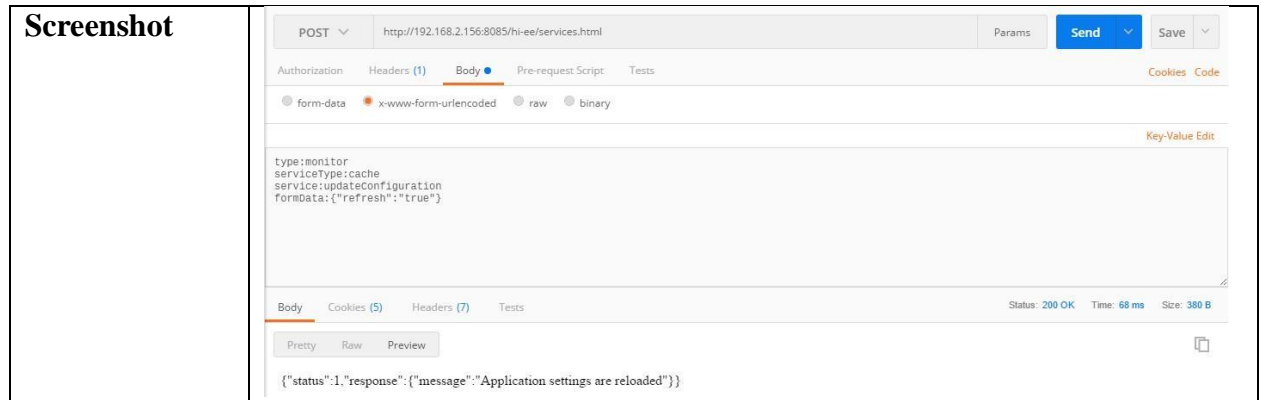 Screenshot
POST http://192.168.2.156:8085/hi-ee/services.html Params Send Save
Authorization Headers (1) Body Pre-request Script Tests Cookies Code
form-data x-www-form-urlencoded raw binary
Key-Value Edit
type:monitor
serviceType:cache
service:updateConfiguration
formData:{"refresh":"true"}
Body Cookies (5) Headers (7) Tests Status: 200 OK Time: 68 ms Size: 380 B
Pretty Raw Preview
{"status":1,"response":{"message":"Application settings are reloaded"}}